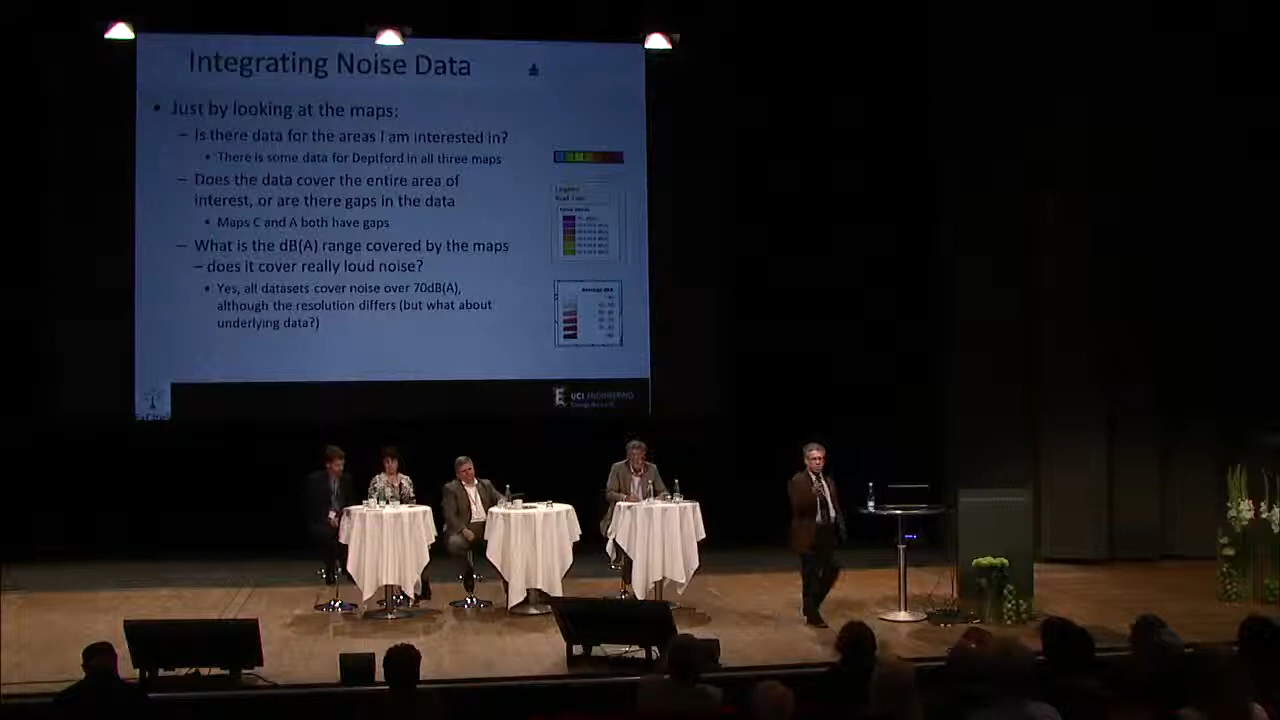 Integrating Noise Data
• Just by looking at the maps:
– Is there data for the areas I am interested in?
• There is some data for Deptford in all three maps
– Does the data cover the entire area of
interest, or are there gaps in the data
• Maps C and A both have gaps
– What is the dB(A) range covered by the maps
– does it cover really loud noise?
• Yes, all datasets cover noise over 70dB(A),
although the resolution differs (but what about
underlying data?)
UCL ENGINEERING